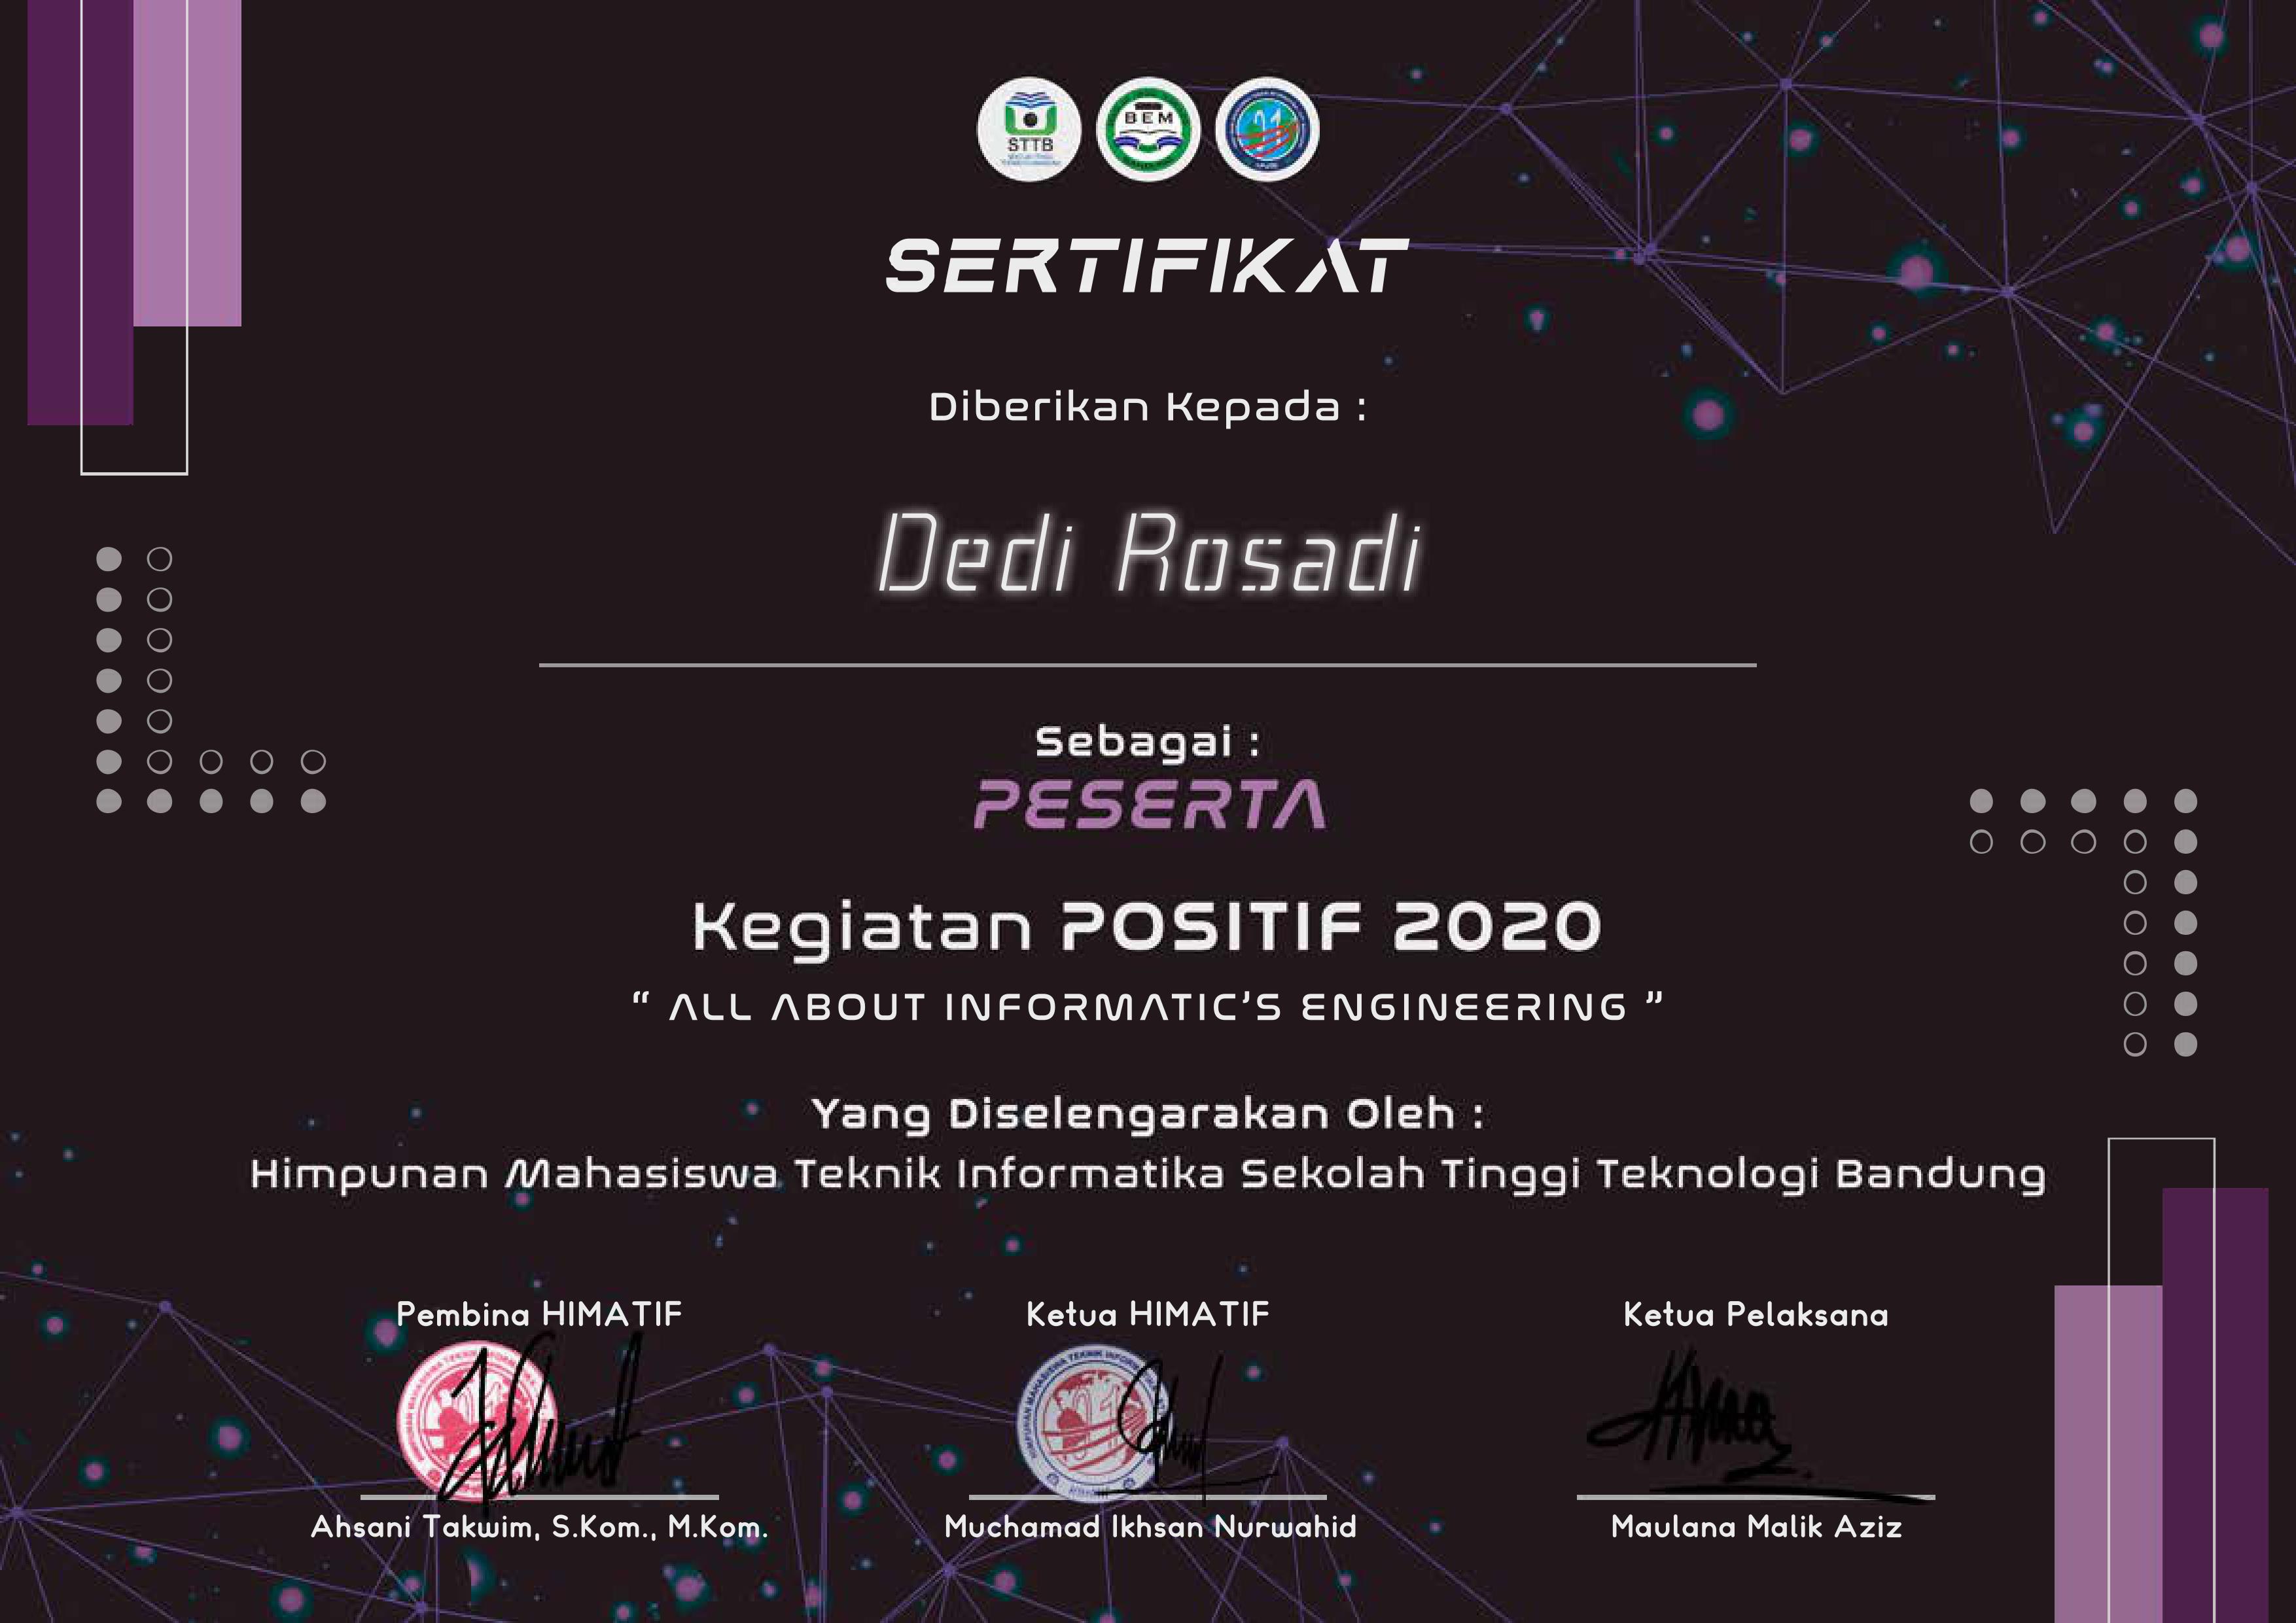 STTB
BEM
SERTIFIKAT
Diberikan Kepada :
Dedi Rosadi
Sebagai :
PESERTA
Kegiatan POSITIF 2020
“ ALL ABOUT INFORMATIC’S ENGINEERING ”
Yang Diselengarakan Oleh :
Himpunan Mahasiswa Teknik Informatika Sekolah Tinggi Teknologi Bandung
Pembina HIMATIF
Ketua HIMATIF
Ketua Pelaksana
Ahsani Takwim, S.Kom., M.Kom.
Muchamad Ikhsan Nurwahid
Maulana Malik Aziz